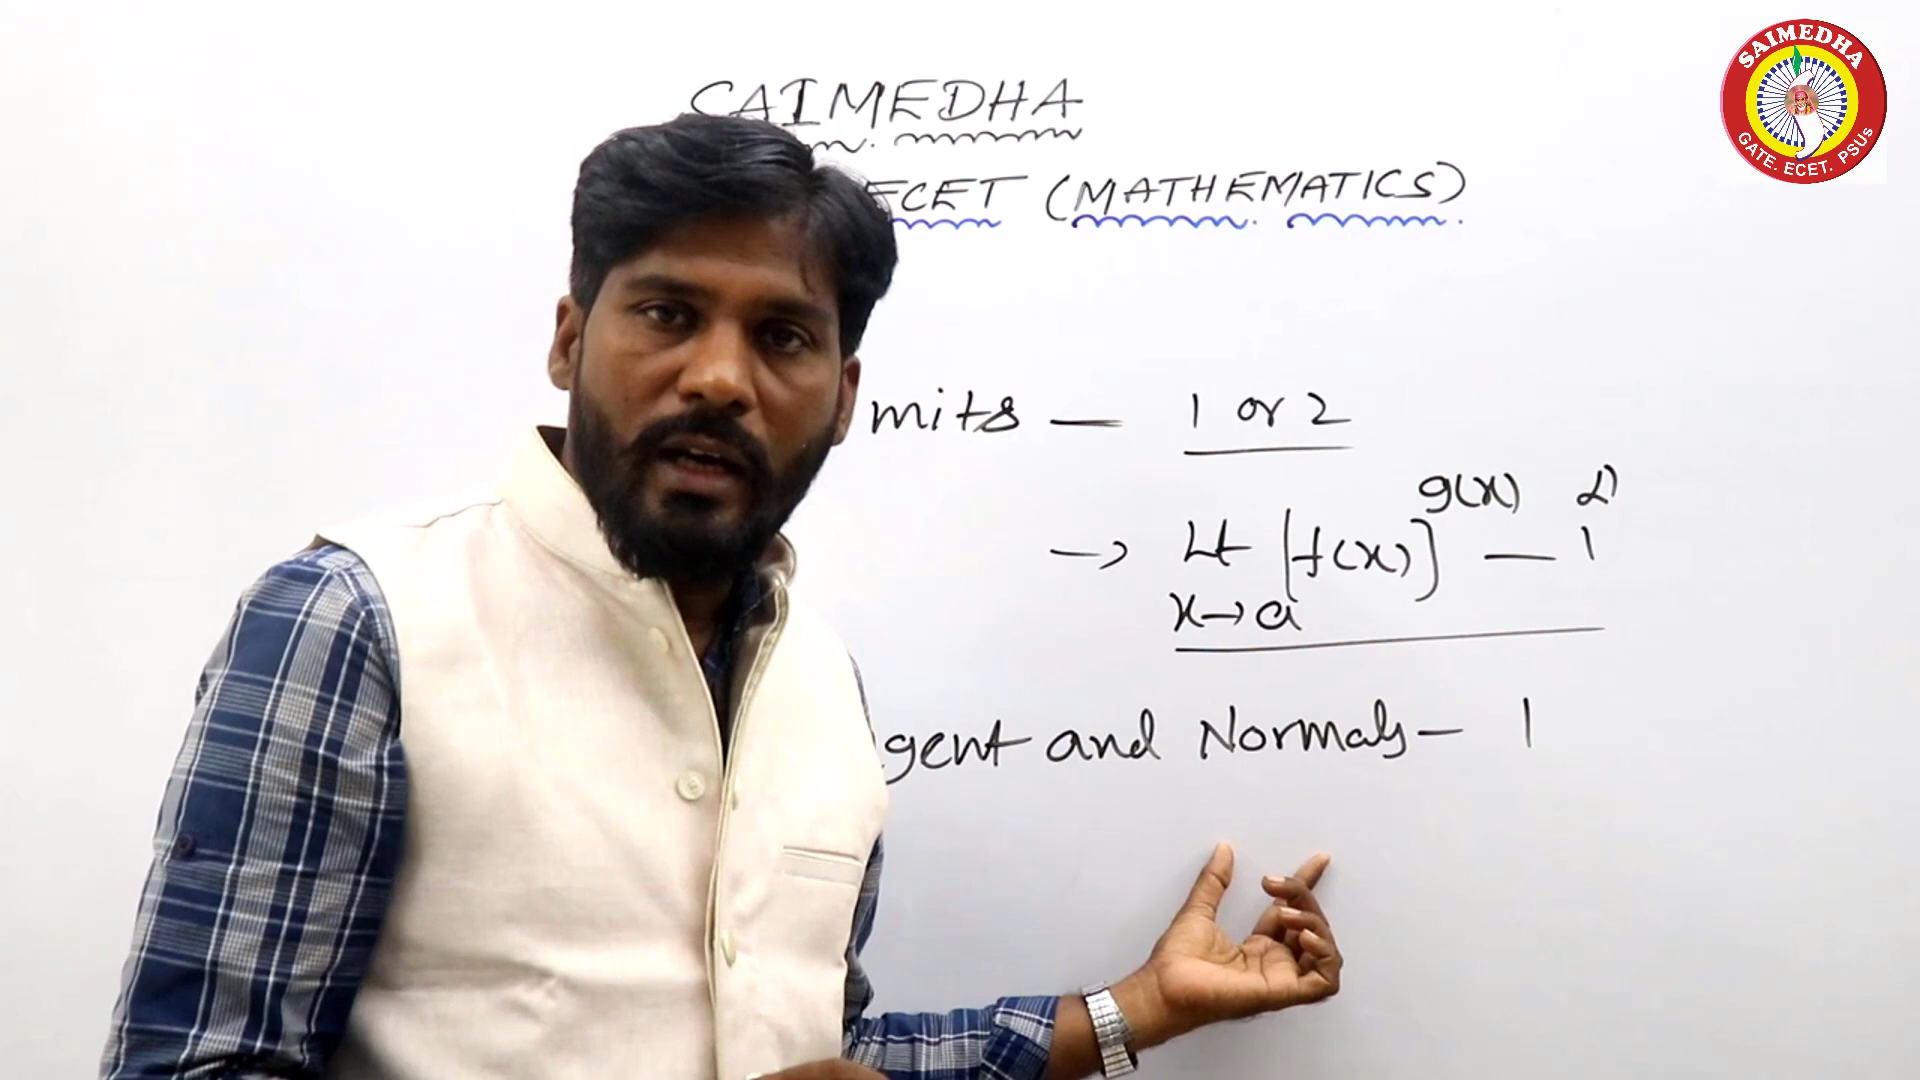 SAIMEDHA
ECET (MATHEMATICS)
mits — 1 or 2
g(x)
→ Lt [f(x)] — 1
x→a
gent and Normals — 1
SAIMEDHA
GATE. ECET. PSUs